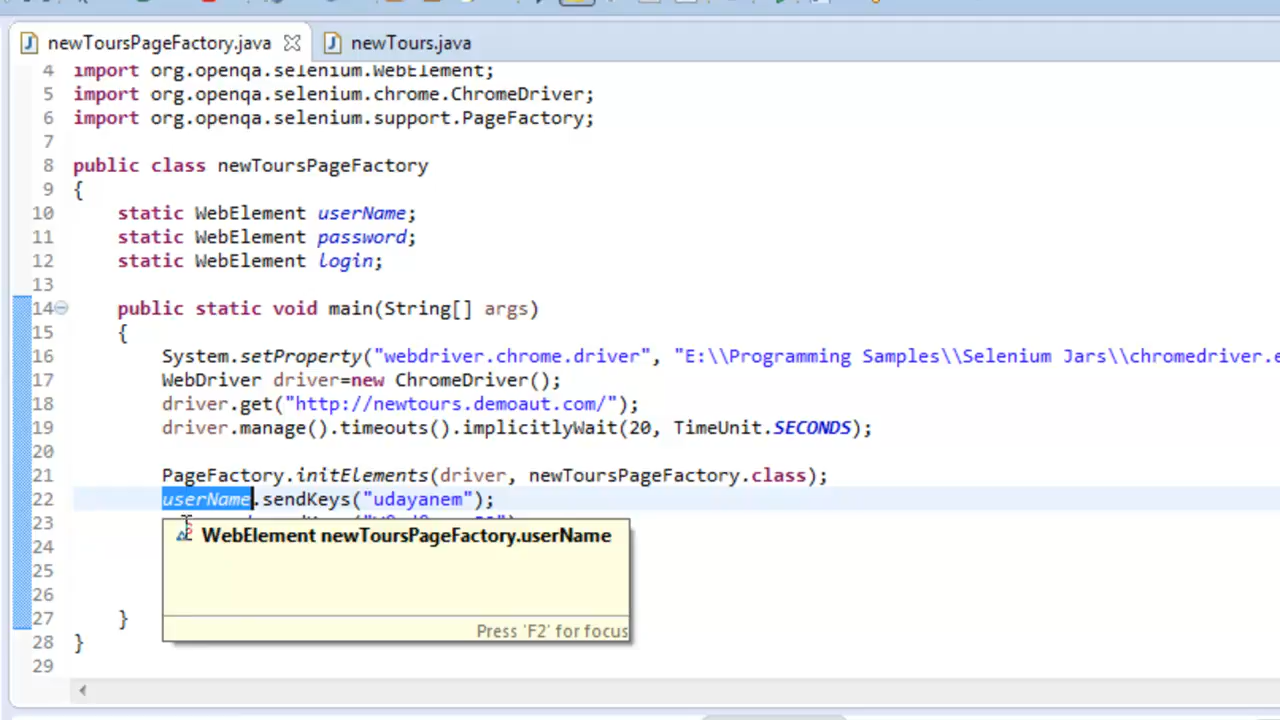 newToursPageFactory.java newTours.java
4 import org.openqa.selenium.WebElement;
5 import org.openqa.selenium.chrome.ChromeDriver;
6 import org.openqa.selenium.support.PageFactory;
7
8 public class newToursPageFactory
9 {
10 static WebElement userName;
11 static WebElement password;
12 static WebElement login;
13
14 public static void main(String[] args)
15 {
16 System.setProperty("webdriver.chrome.driver", "E:\\Programming Samples\\Selenium Jars\\chromedriver.e
17 WebDriver driver=new ChromeDriver();
18 driver.get("http://newtours.demoaut.com/");
19 driver.manage().timeouts().implicitlyWait(20, TimeUnit.SECONDS);
20
21 PageFactory.initElements(driver, newToursPageFactory.class);
22 userName.sendKeys("udayanem");
23
WebElement newToursPageFactory.userName
24
25
26
27 }
Press 'F2' for focus
28 }
29